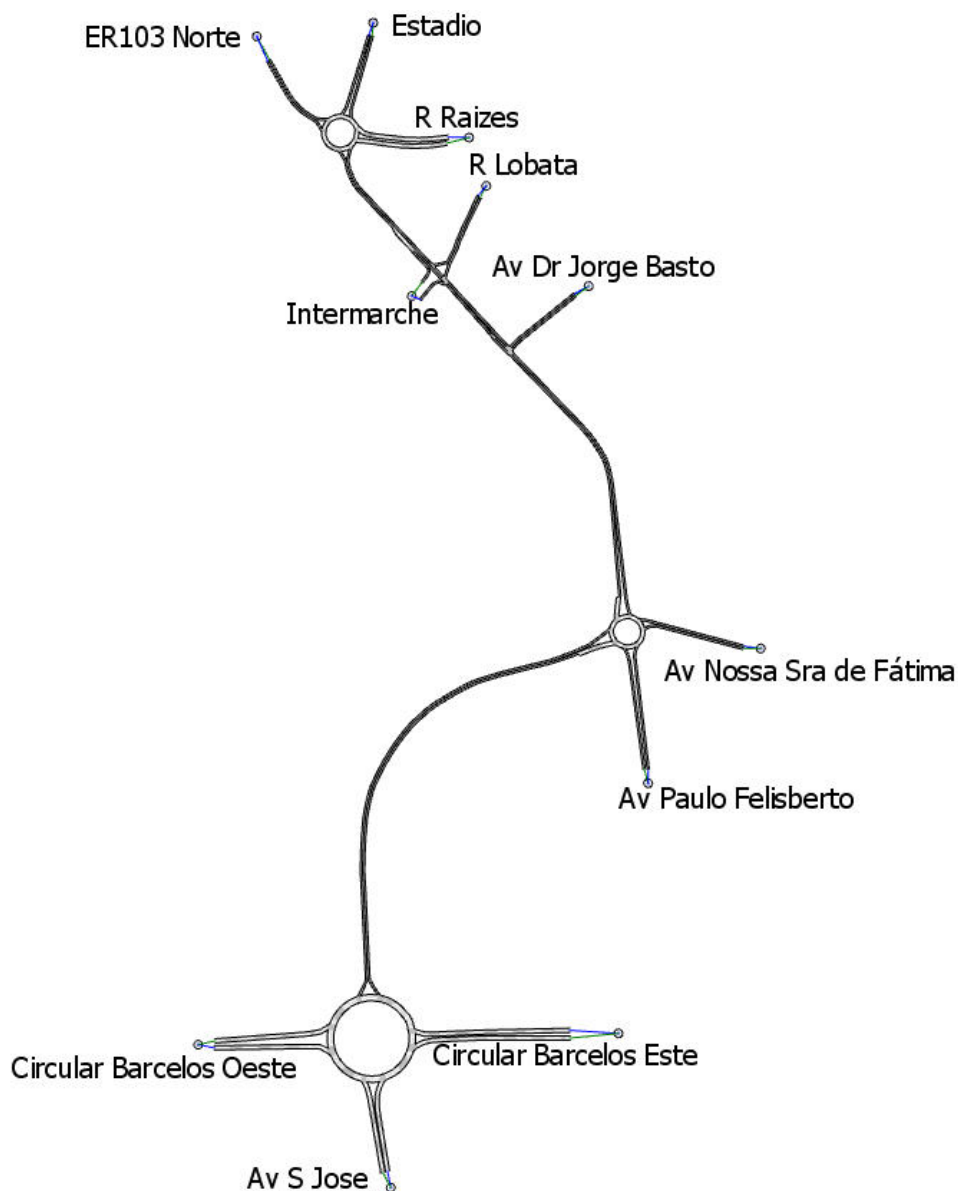 ER103 Norte
Estadio
R Raizes
R Lobata
Av Dr Jorge Basto
Intermarche
Av Nossa Sra de Fátima
Av Paulo Felisberto
Circular Barcelos Oeste
Circular Barcelos Este
Av S Jose